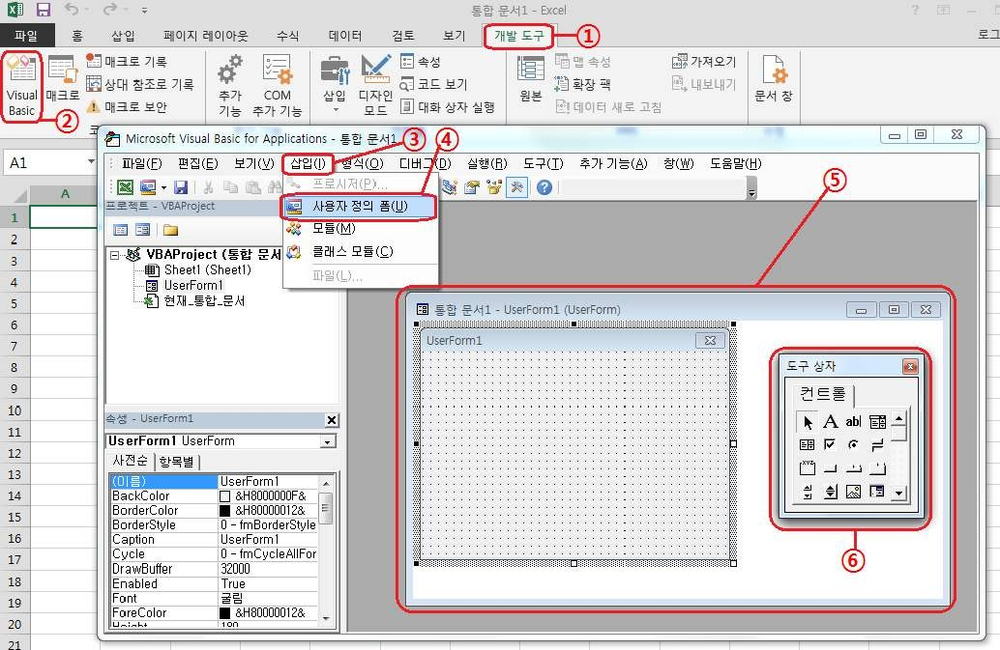 통합 문서1 - Excel
파일 홈 삽입 페이지 레이아웃 수식 데이터 검토 보기 개발 도구 ① 로그
Visual Basic
②
매크로
매크로 기록
상대 참조로 기록
매크로 보안
추가 기능
COM 추가 기능
삽입
디자인 모드
속성
코드 보기
대화 상자 실행
원본
맵 속성
확장 팩
데이터 새로 고침
가져오기
내보내기
문서 창
A1
A
1
2
3
4
5
6
7
8
9
10
11
12
13
14
15
16
17
18
19
20
21
Microsoft Visual Basic for Applications - 통합 문서1
③ ④
파일(F) 편집(E) 보기(V) 삽입(I) 형식(O) 디버그(D) 실행(R) 도구(T) 추가 기능(A) 창(W) 도움말(H)
프로시저(P)...
사용자 정의 폼(U)
모듈(M)
클래스 모듈(C)
파일(L)...
⑤
프로젝트 - VBAProject
VBAProject (통합 문서
Sheet1 (Sheet1)
UserForm1
현재_통합_문서
속성 - UserForm1
UserForm1 UserForm
사전순 항목별
(이름) UserForm1
BackColor &H8000000F&
BorderColor &H80000012&
BorderStyle 0 - fmBorderStyle
Caption UserForm1
Cycle 0 - fmCycleAllFor
DrawBuffer 32000
Enabled True
Font 굴림
ForeColor &H80000012&
Height 180
통합 문서1 - UserForm1 (UserForm)
UserForm1
도구 상자
컨트롤
A ab
xyz
⑥